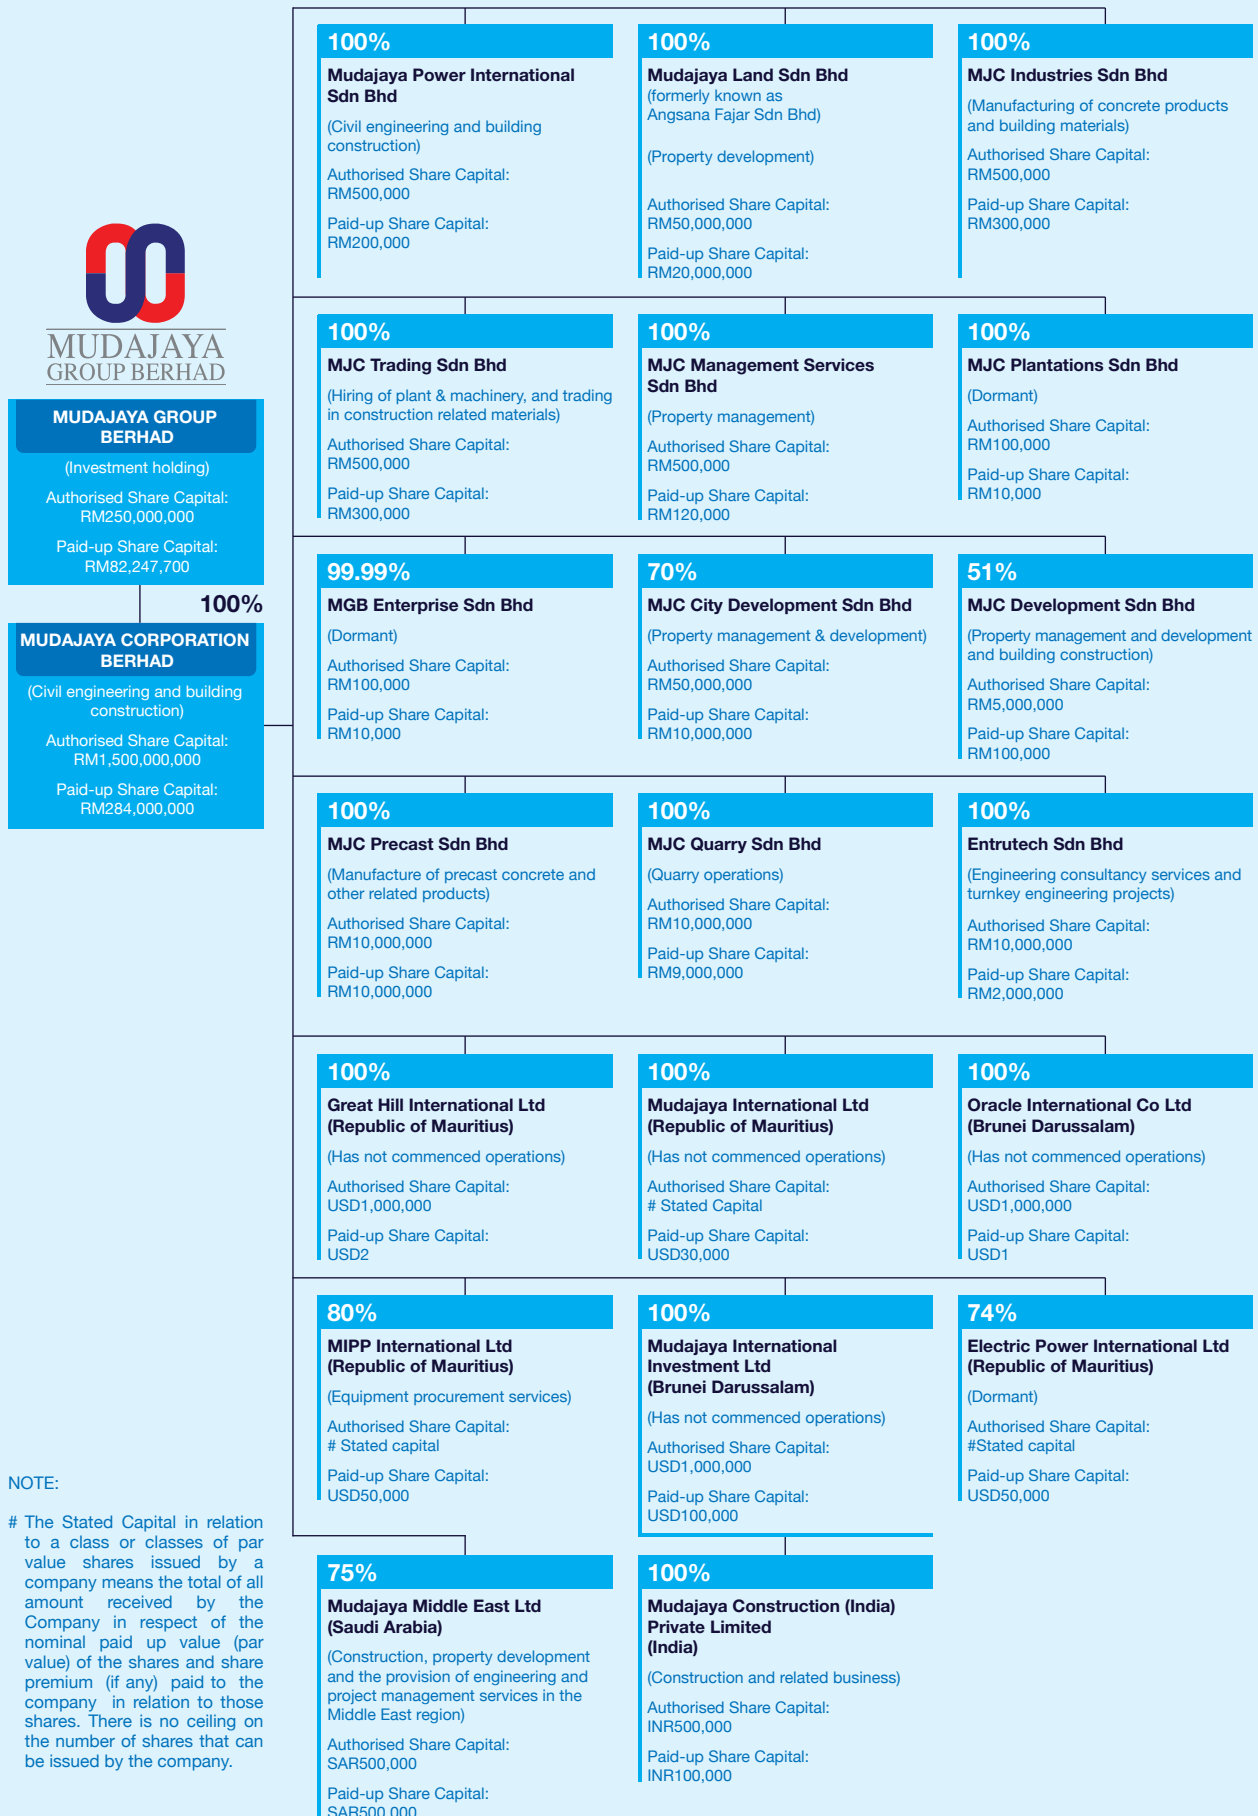 MUDAJAYA
GROUP BERHAD
MUDAJAYA GROUP
BERHAD
(Investment holding)
Authorised Share Capital:
RM250,000,000
Paid-up Share Capital:
RM82,247,700
100%
MUDAJAYA CORPORATION
BERHAD
(Civil engineering and building
construction)
Authorised Share Capital:
RM1,500,000,000
Paid-up Share Capital:
RM284,000,000
100%
Mudajaya Power International
Sdn Bhd
(Civil engineering and building
construction)
Authorised Share Capital:
RM500,000
Paid-up Share Capital:
RM200,000
100%
Mudajaya Land Sdn Bhd
(formerly known as
Angsana Fajar Sdn Bhd)
(Property development)
Authorised Share Capital:
RM50,000,000
Paid-up Share Capital:
RM20,000,000
100%
MJC Industries Sdn Bhd
(Manufacturing of concrete products
and building materials)
Authorised Share Capital:
RM500,000
Paid-up Share Capital:
RM300,000
100%
MJC Trading Sdn Bhd
(Hiring of plant & machinery, and trading
in construction related materials)
Authorised Share Capital:
RM500,000
Paid-up Share Capital:
RM300,000
100%
MJC Management Services
Sdn Bhd
(Property management)
Authorised Share Capital:
RM500,000
Paid-up Share Capital:
RM120,000
100%
MJC Plantations Sdn Bhd
(Dormant)
Authorised Share Capital:
RM100,000
Paid-up Share Capital:
RM10,000
99.99%
MGB Enterprise Sdn Bhd
(Dormant)
Authorised Share Capital:
RM100,000
Paid-up Share Capital:
RM10,000
70%
MJC City Development Sdn Bhd
(Property management & development)
Authorised Share Capital:
RM50,000,000
Paid-up Share Capital:
RM10,000,000
51%
MJC Development Sdn Bhd
(Property management and development
and building construction)
Authorised Share Capital:
RM5,000,000
Paid-up Share Capital:
RM100,000
100%
MJC Precast Sdn Bhd
(Manufacture of precast concrete and
other related products)
Authorised Share Capital:
RM10,000,000
Paid-up Share Capital:
RM10,000,000
100%
MJC Quarry Sdn Bhd
(Quarry operations)
Authorised Share Capital:
RM10,000,000
Paid-up Share Capital:
RM9,000,000
100%
Entrutech Sdn Bhd
(Engineering consultancy services and
turnkey engineering projects)
Authorised Share Capital:
RM10,000,000
Paid-up Share Capital:
RM2,000,000
100%
Great Hill International Ltd
(Republic of Mauritius)
(Has not commenced operations)
Authorised Share Capital:
USD1,000,000
Paid-up Share Capital:
USD2
100%
Mudajaya International Ltd
(Republic of Mauritius)
(Has not commenced operations)
Authorised Share Capital:
# Stated Capital
Paid-up Share Capital:
USD30,000
100%
Oracle International Co Ltd
(Brunei Darussalam)
(Has not commenced operations)
Authorised Share Capital:
USD1,000,000
Paid-up Share Capital:
USD1
80%
MIPP International Ltd
(Republic of Mauritius)
(Equipment procurement services)
Authorised Share Capital:
# Stated capital
Paid-up Share Capital:
USD50,000
100%
Mudajaya International
Investment Ltd
(Brunei Darussalam)
(Has not commenced operations)
Authorised Share Capital:
USD1,000,000
Paid-up Share Capital:
USD100,000
74%
Electric Power International Ltd
(Republic of Mauritius)
(Dormant)
Authorised Share Capital:
#Stated capital
Paid-up Share Capital:
USD50,000
75%
Mudajaya Middle East Ltd
(Saudi Arabia)
(Construction, property development
and the provision of engineering and
project management services in the
Middle East region)
Authorised Share Capital:
SAR500,000
Paid-up Share Capital:
SAR500,000
100%
Mudajaya Construction (India)
Private Limited
(India)
(Construction and related business)
Authorised Share Capital:
INR500,000
Paid-up Share Capital:
INR100,000
NOTE:
# The Stated Capital in relation
to a class or classes of par
value shares issued by a
company means the total of all
amount received by the
Company in respect of the
nominal paid up value (par
value) of the shares and share
premium (if any) paid to the
company in relation to those
shares. There is no ceiling on
the number of shares that can
be issued by the company.